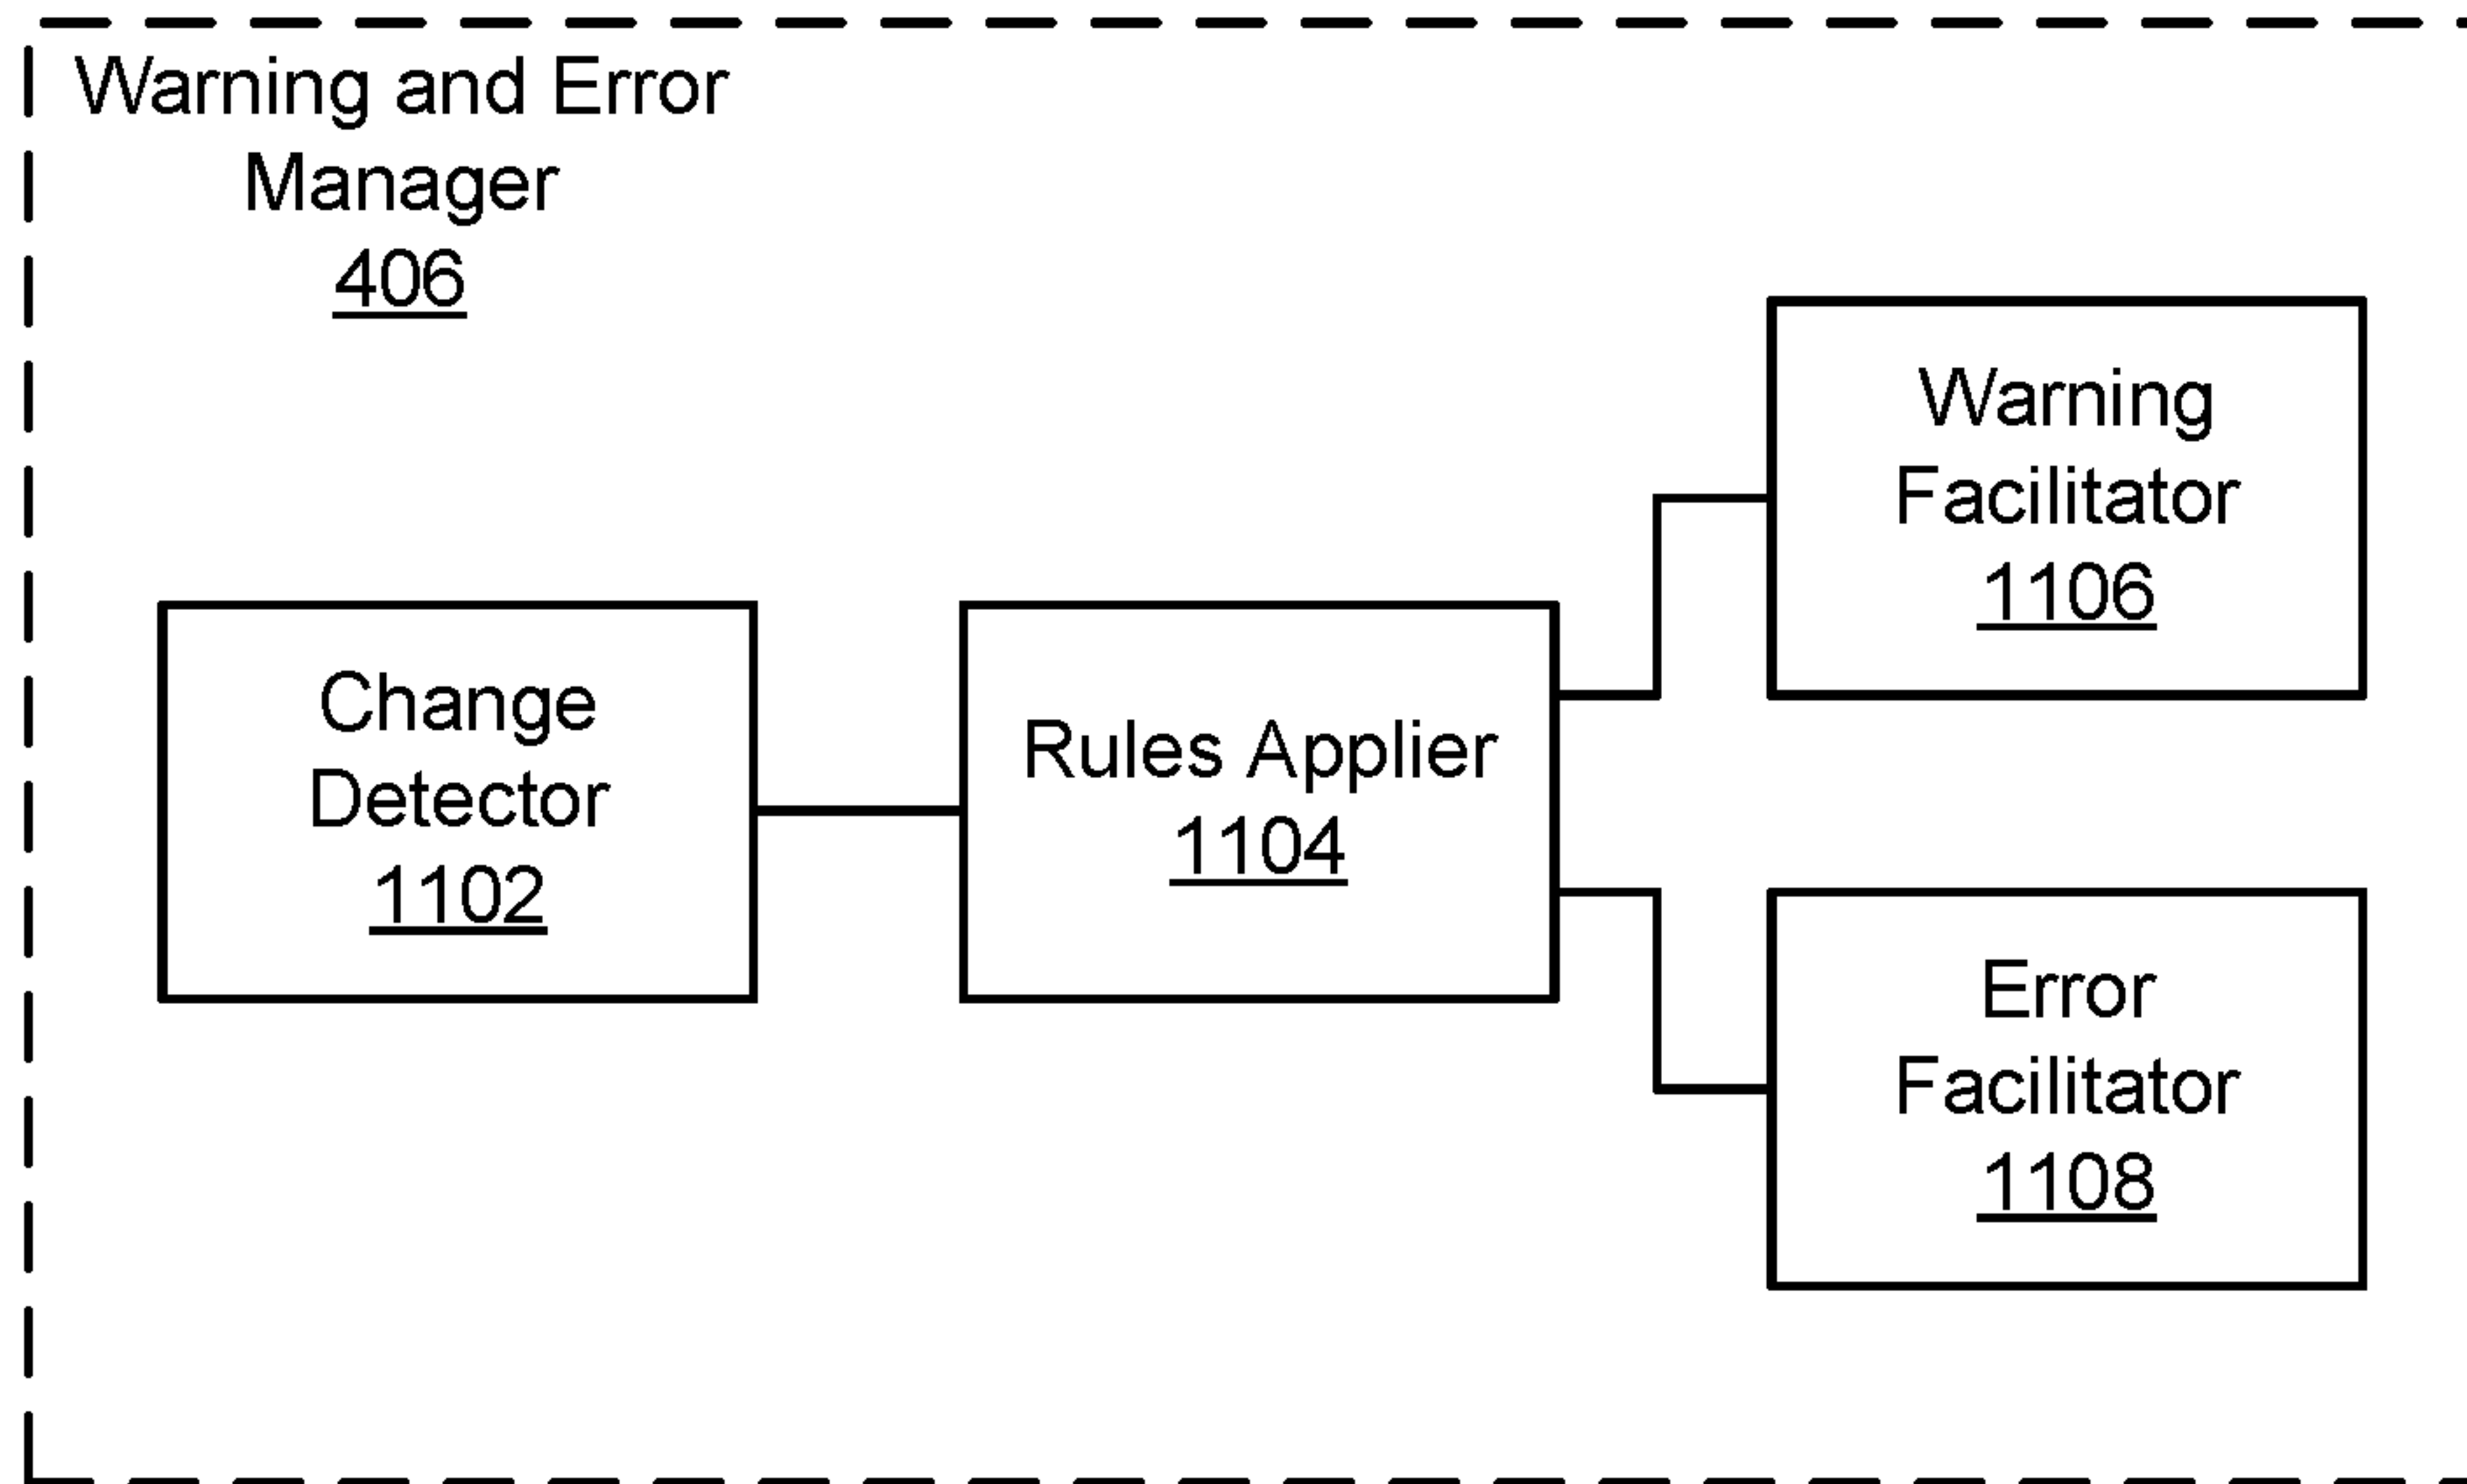 Warning and Error
Manager
406
Warning
Facilitator
1106
Change
Detector
1102
Rules Applier
1104
Error
Facilitator
1108